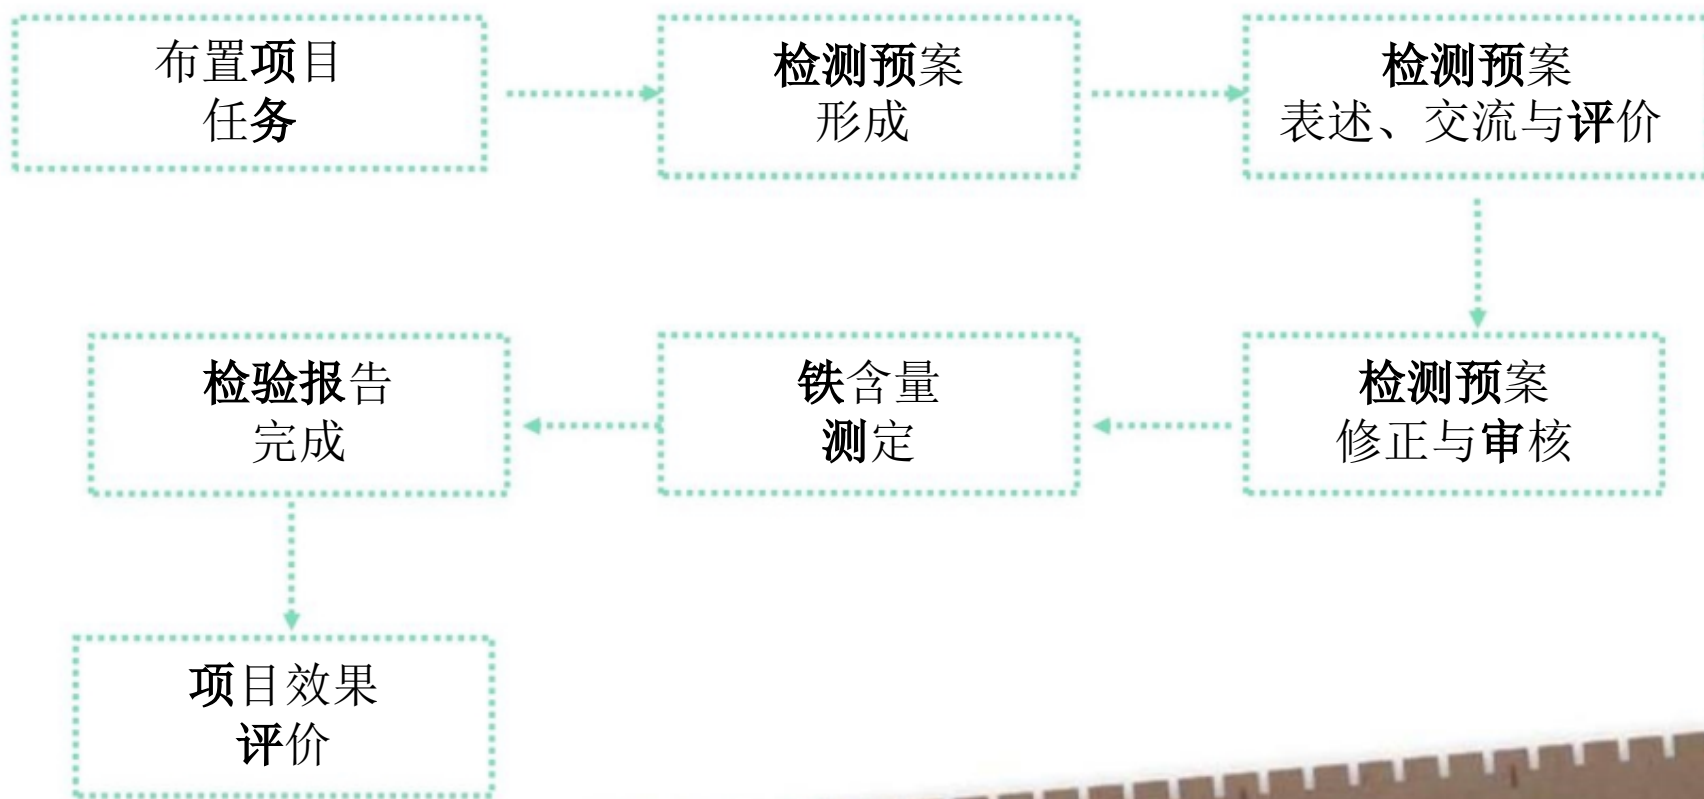 布置项目
任务
检测预案
形成
检测预案
表述、交流与评价
检测预案
修正与审核
铁含量
测定
检验报告
完成
项目效果
评价